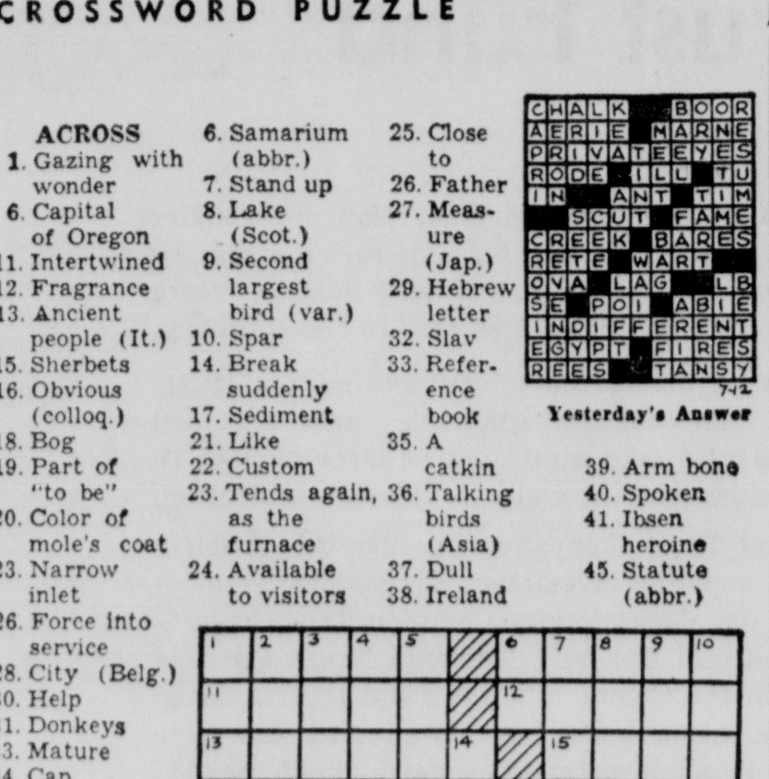 CROSSWORD PUZZLE
ACROSS
1. Gazing with
wonder
6. Capital
of Oregon
11. Intertwined
12. Fragrance
13. Ancient
people (It.)
15. Sherbets
16. Obvious
(colloq.)
18. Bog
19. Part of
"to be"
20. Color of
mole's coat
23. Narrow
inlet
26. Force into
service
28. City (Belg.)
30. Help
31. Donkeys
33. Mature
6. Samarium
(abbr.)
7. Stand up
8. Lake
(Scot.)
9. Second
largest
bird (var.)
10. Spar
14. Break
suddenly
17. Sediment
21. Like
22. Custom
23. Tends again,
as the
furnace
24. Available
to visitors
25. Close
to
26. Father
27. Meas-
ure
(Jap.)
29. Hebrew
letter
32. Slav
33. Refer-
ence
book
35. A
catkin
36. Talking
birds
(Asia)
37. Dull
38. Ireland
CHALK BOOR
AERIE MARNE
PRIVATEEYES
RODE ILL TU
IN ANT TIM
SCUT FAME
CREEK BARES
RETE WART
OVA LAG LB
SE POI ABIE
INDIFFERENT
EGYPT FIRES
REES TANSY
7-12
Yesterday's Answer
39. Arm bone
40. Spoken
41. Ibsen
heroine
45. Statute
(abbr.)
1 2 3 4 5 6 7 8 9 10
11 12
13 14 15